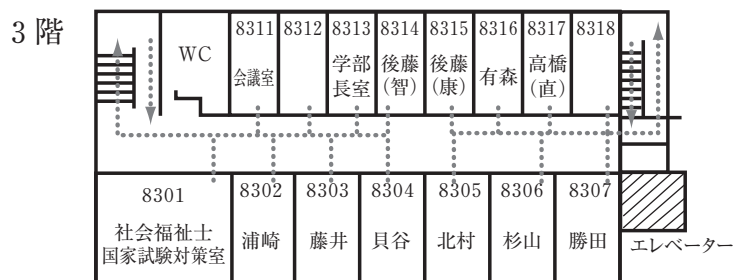 3 階
WC
8311
会議室
8312
8313
学部
長室
8314
後藤
(智)
8315
後藤
(康)
8316
有森
8317
高橋
(直)
8318
8301
社会福祉士
国家試験対策室
8302
浦崎
8303
藤井
8304
貝谷
8305
北村
8306
杉山
8307
勝田
エレベーター